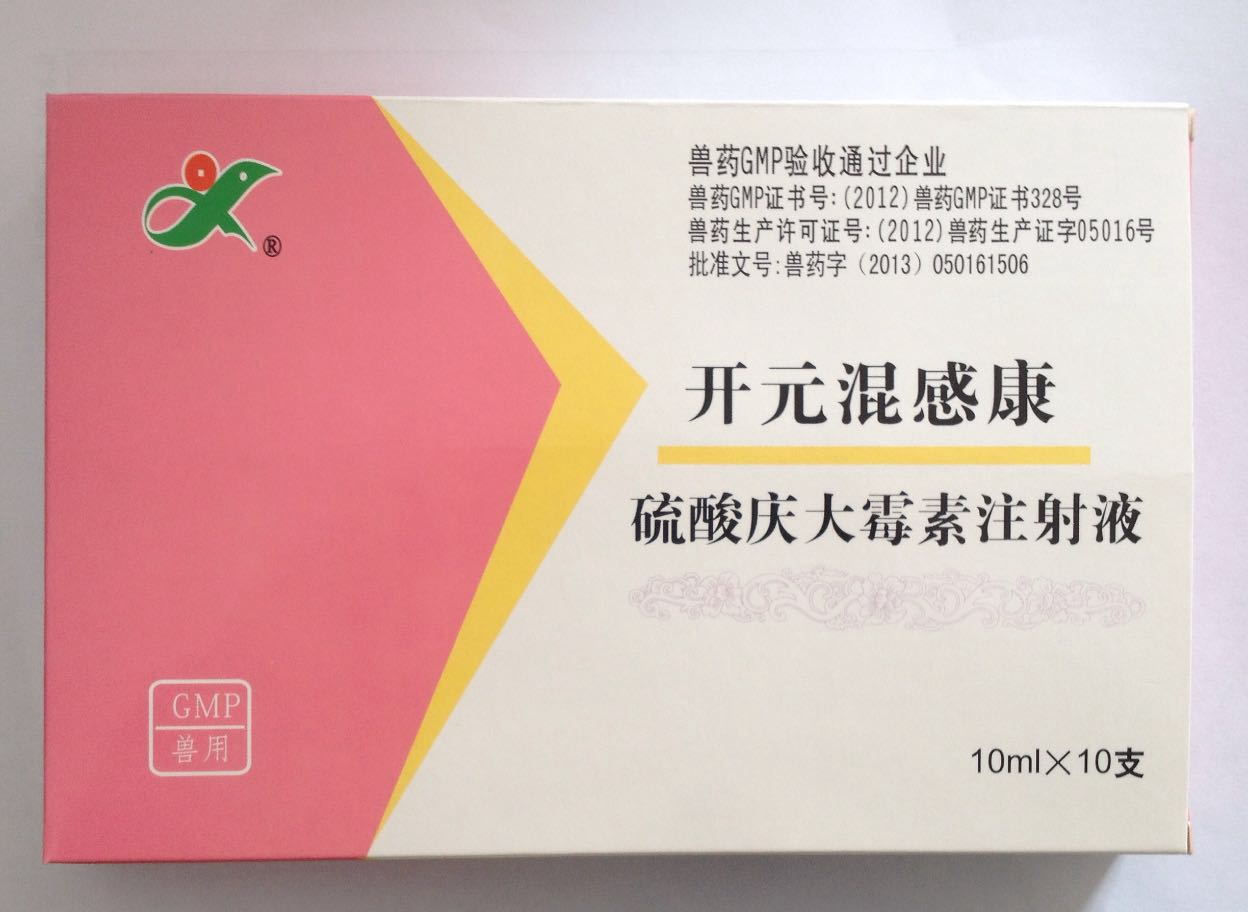 兽药GMP验收通过企业
兽药GMP证书号:(2012)兽药GMP证书328号
兽药生产许可证号:(2012)兽药生产证字05016号
批准文号:兽药字（2013）050161506
®
开元混感康
硫酸庆大霉素注射液
GMP
兽用
10ml×10支